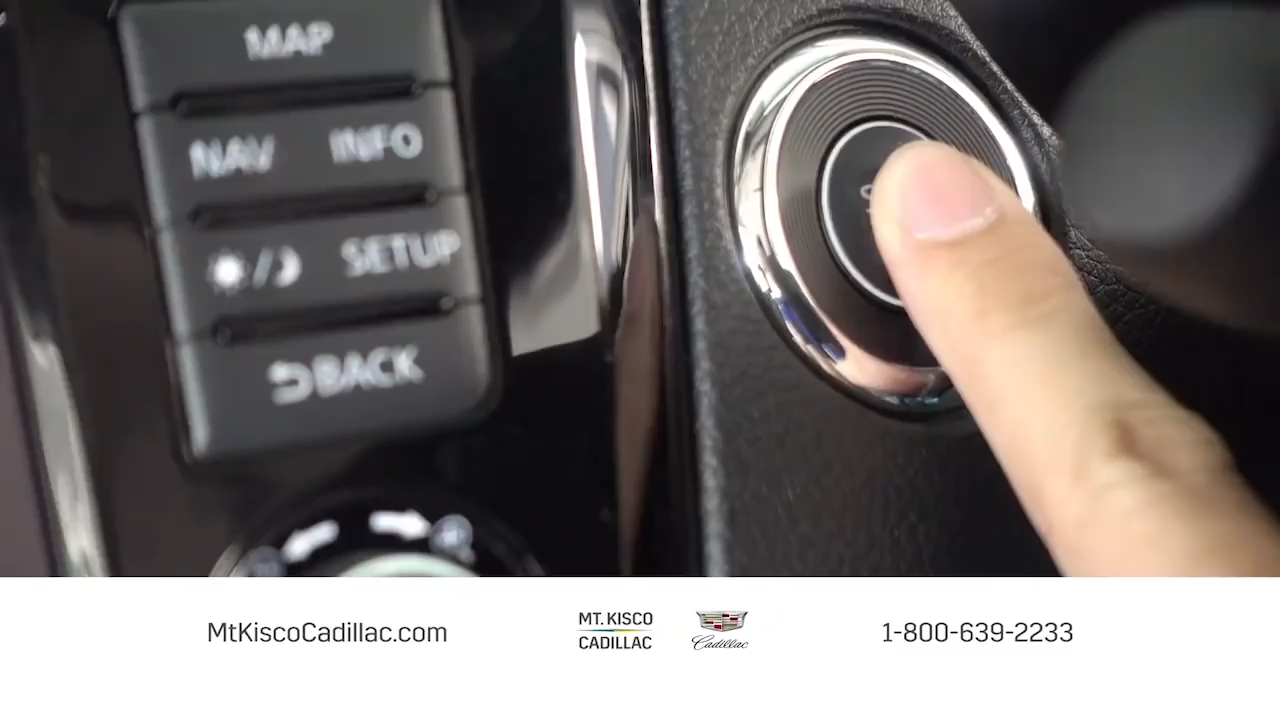 MAP
NAV INFO
/ SETUP
BACK
MtKiscoCadillac.com
MT. KISCO
CADILLAC
Cadillac
1-800-639-2233